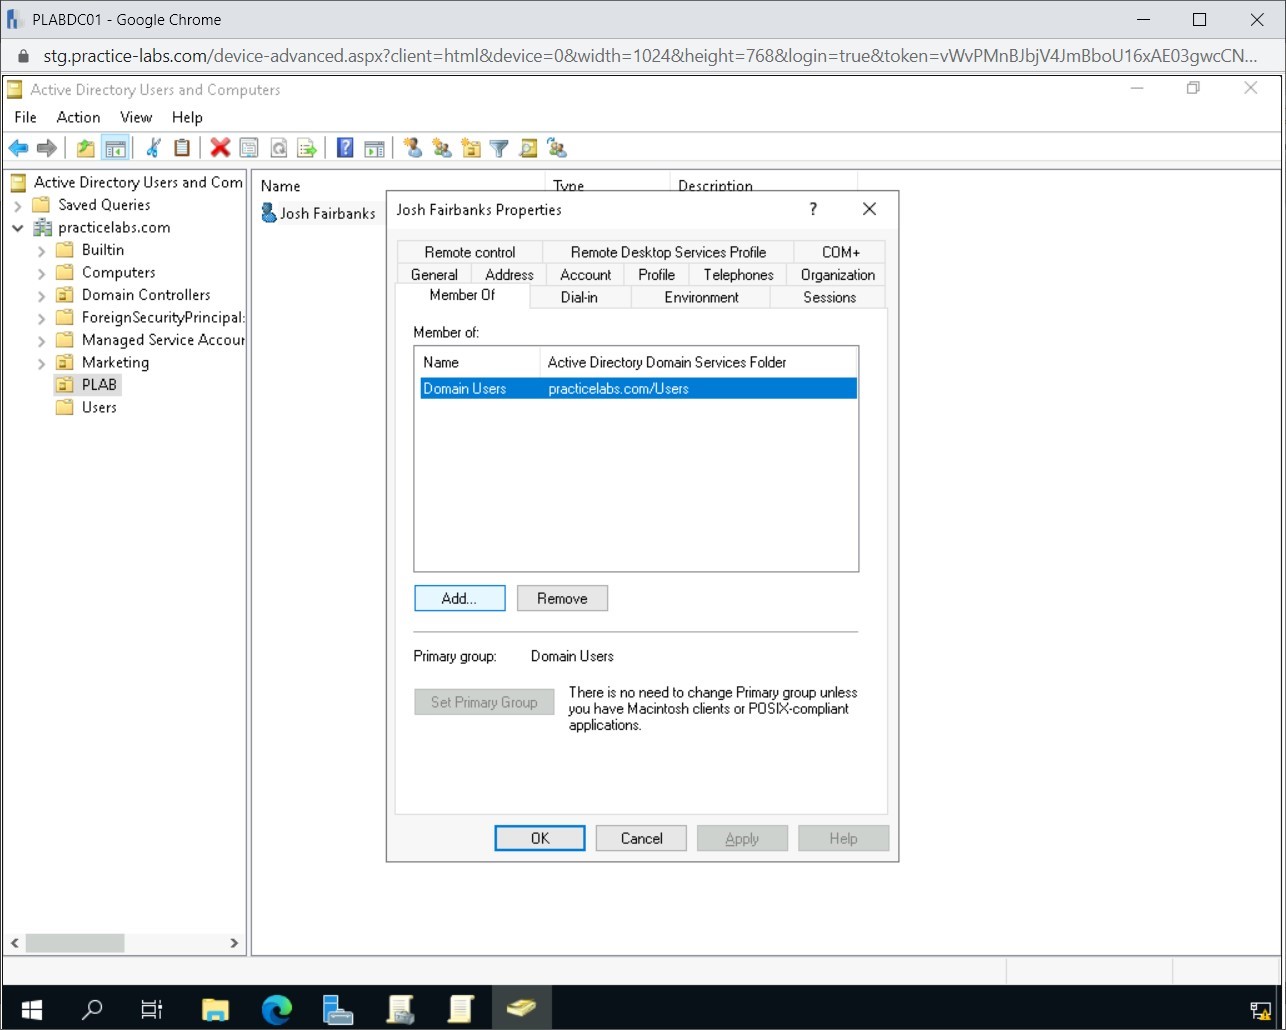 PLABDC01 - Google Chrome
stg.practice-labs.com/device-advanced.aspx?client=html&device=0&width=1024&height=768&login=true&token=vWvPMnBJbjV4JmBboU16xAE03gwcCN...
Active Directory Users and Computers
File Action View Help
Active Directory Users and Com
Saved Queries
practicelabs.com
Builtin
Computers
Domain Controllers
ForeignSecurityPrincipal:
Managed Service Accour
Marketing
PLAB
Users
Name Type Description
Josh Fairbanks
Josh Fairbanks Properties ?
Remote control Remote Desktop Services Profile COM+
General Address Account Profile Telephones Organization
Member Of Dial-in Environment Sessions
Member of:
Name Active Directory Domain Services Folder
Domain Users practicelabs.com/Users
Add... Remove
Primary group: Domain Users
Set Primary Group
There is no need to change Primary group unless
you have Macintosh clients or POSIX-compliant
applications.
OK Cancel Apply Help